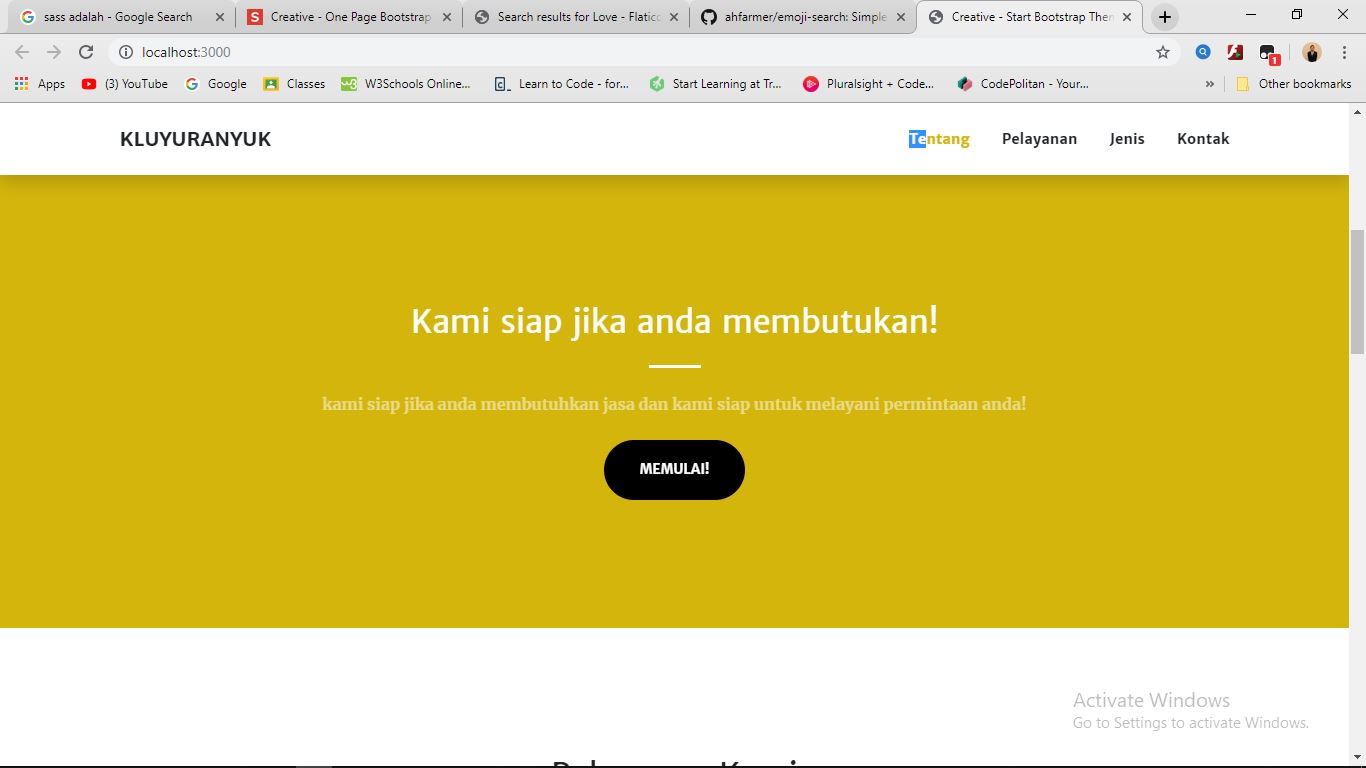 sass adalah - Google Search
Creative - One Page Bootstrap
Search results for Love - Flatico
ahfarmer/emoji-search: Simple
Creative - Start Bootstrap Them
localhost:3000
1
Apps
(3) YouTube
Google
Classes
W3Schools Online...
Learn to Code - for...
Start Learning at Tr...
Pluralsight + Code...
CodePolitan - Your...
»
Other bookmarks
KLUYURANYUK
Tentang
Pelayanan
Jenis
Kontak
Kami siap jika anda membutukan!
kami siap jika anda membutuhkan jasa dan kami siap untuk melayani permintaan anda!
MEMULAI!
Activate Windows
Go to Settings to activate Windows.